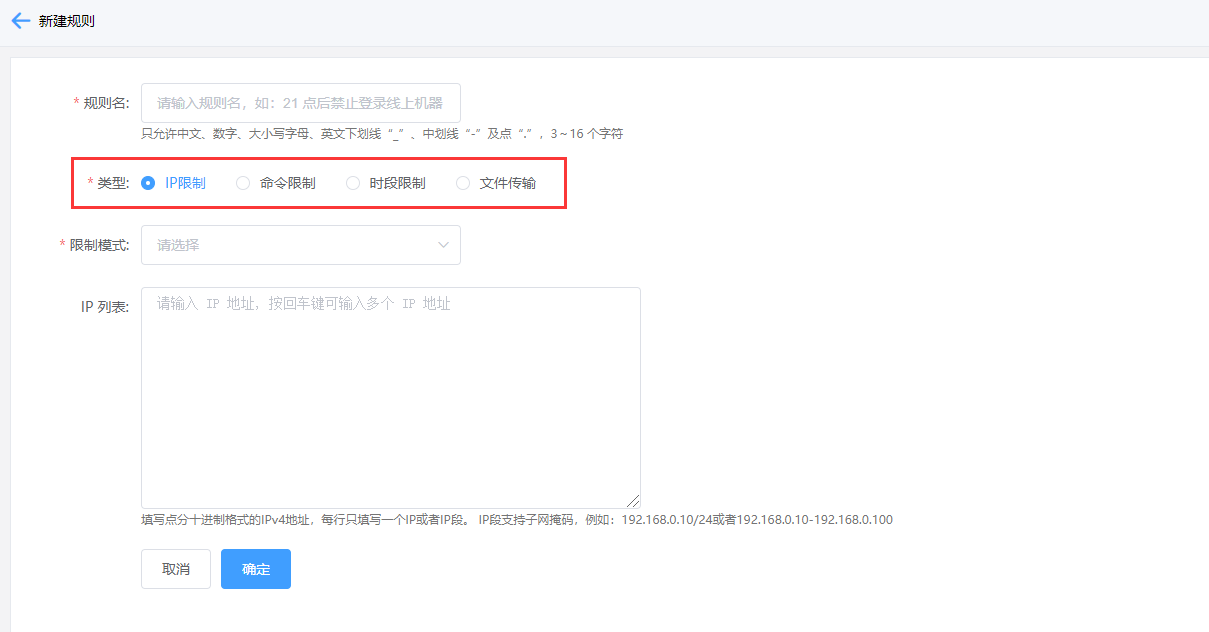 新建规则
* 规则名: 请输入规则名，如：21 点后禁止登录线上机器
只允许中文、数字、大小写字母、英文下划线“_”、中划线“-”及点“.”，3~16 个字符
* 类型: IP限制 命令限制 时段限制 文件传输
* 限制模式: 请选择
IP 列表: 请输入 IP 地址，按回车键可输入多个 IP 地址
填写点分十进制格式的IPv4地址，每行只填写一个IP或者IP段。 IP段支持子网掩码，例如：192.168.0.10/24或者192.168.0.10-192.168.0.100
取消 确定